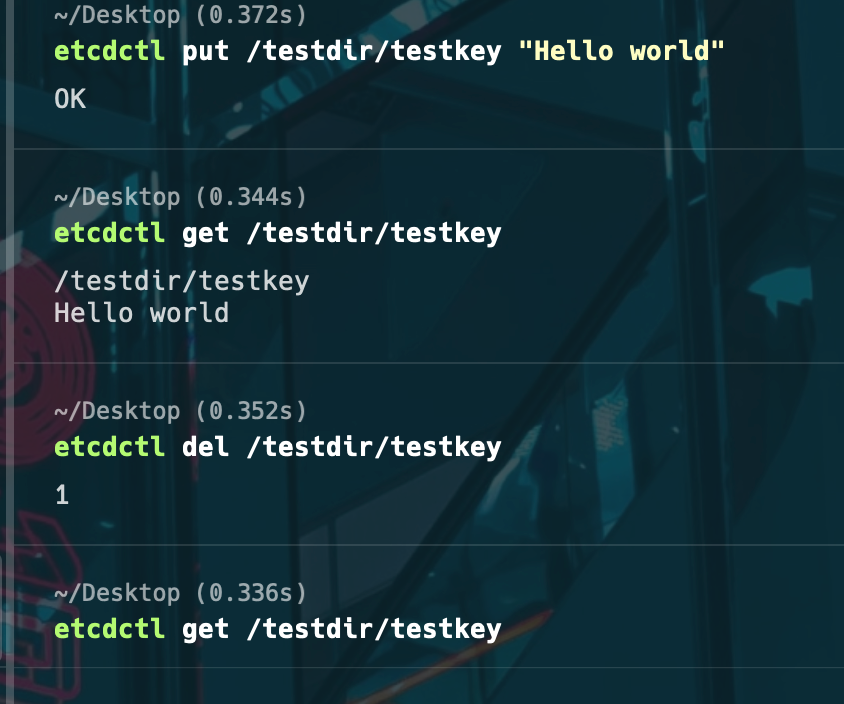 ~/Desktop (0.372s)
etcdctl put /testdir/testkey "Hello world"
OK
~/Desktop (0.344s)
etcdctl get /testdir/testkey
/testdir/testkey
Hello world
~/Desktop (0.352s)
etcdctl del /testdir/testkey
1
~/Desktop (0.336s)
etcdctl get /testdir/testkey